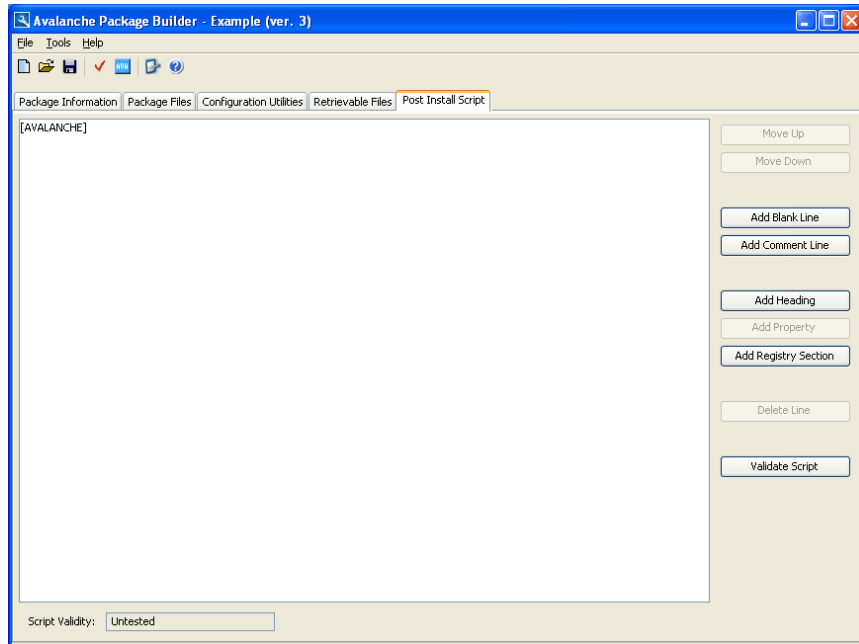 Avalanche Package Builder - Example (ver. 3)
File Tools Help
AVA
Package Information Package Files Configuration Utilities Retrievable Files Post Install Script
[AVALANCHE]
Move Up
Move Down
Add Blank Line
Add Comment Line
Add Heading
Add Property
Add Registry Section
Delete Line
Validate Script
Script Validity: Untested